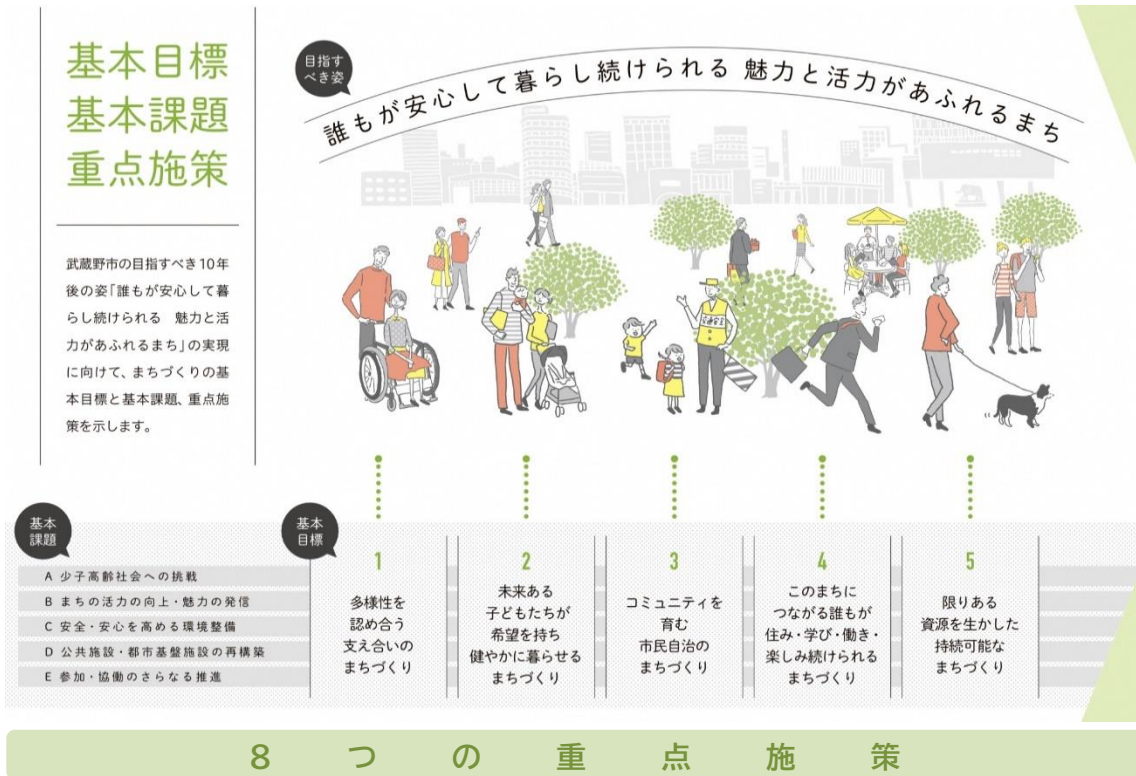 基本目標
基本課題
重点施策
武蔵野市の目指すべき10年
後の姿「誰もが安心して暮
らし続けられる　魅力と活
力があふれるまち」の実現
に向けて、まちづくりの基
本目標と基本課題、重点施
策を示します。
目指す
べき姿
誰もが安心して暮らし続けられる 魅力と活力があふれるまち
基本
課題
A 少子高齢社会への挑戦
B まちの活力の向上・魅力の発信
C 安全・安心を高める環境整備
D 公共施設・都市基盤施設の再構築
E 参加・協働のさらなる推進
基本
目標
1
多様性を
認め合う
支え合いの
まちづくり
2
未来ある
子どもたちが
希望を持ち
健やかに暮らせる
まちづくり
3
コミュニティを
育む
市民自治の
まちづくり
4
このまちに
つながる誰もが
住み・学び・働き・
楽しみ続けられる
まちづくり
5
限りある
資源を生かした
持続可能な
まちづくり
8つの重点施策